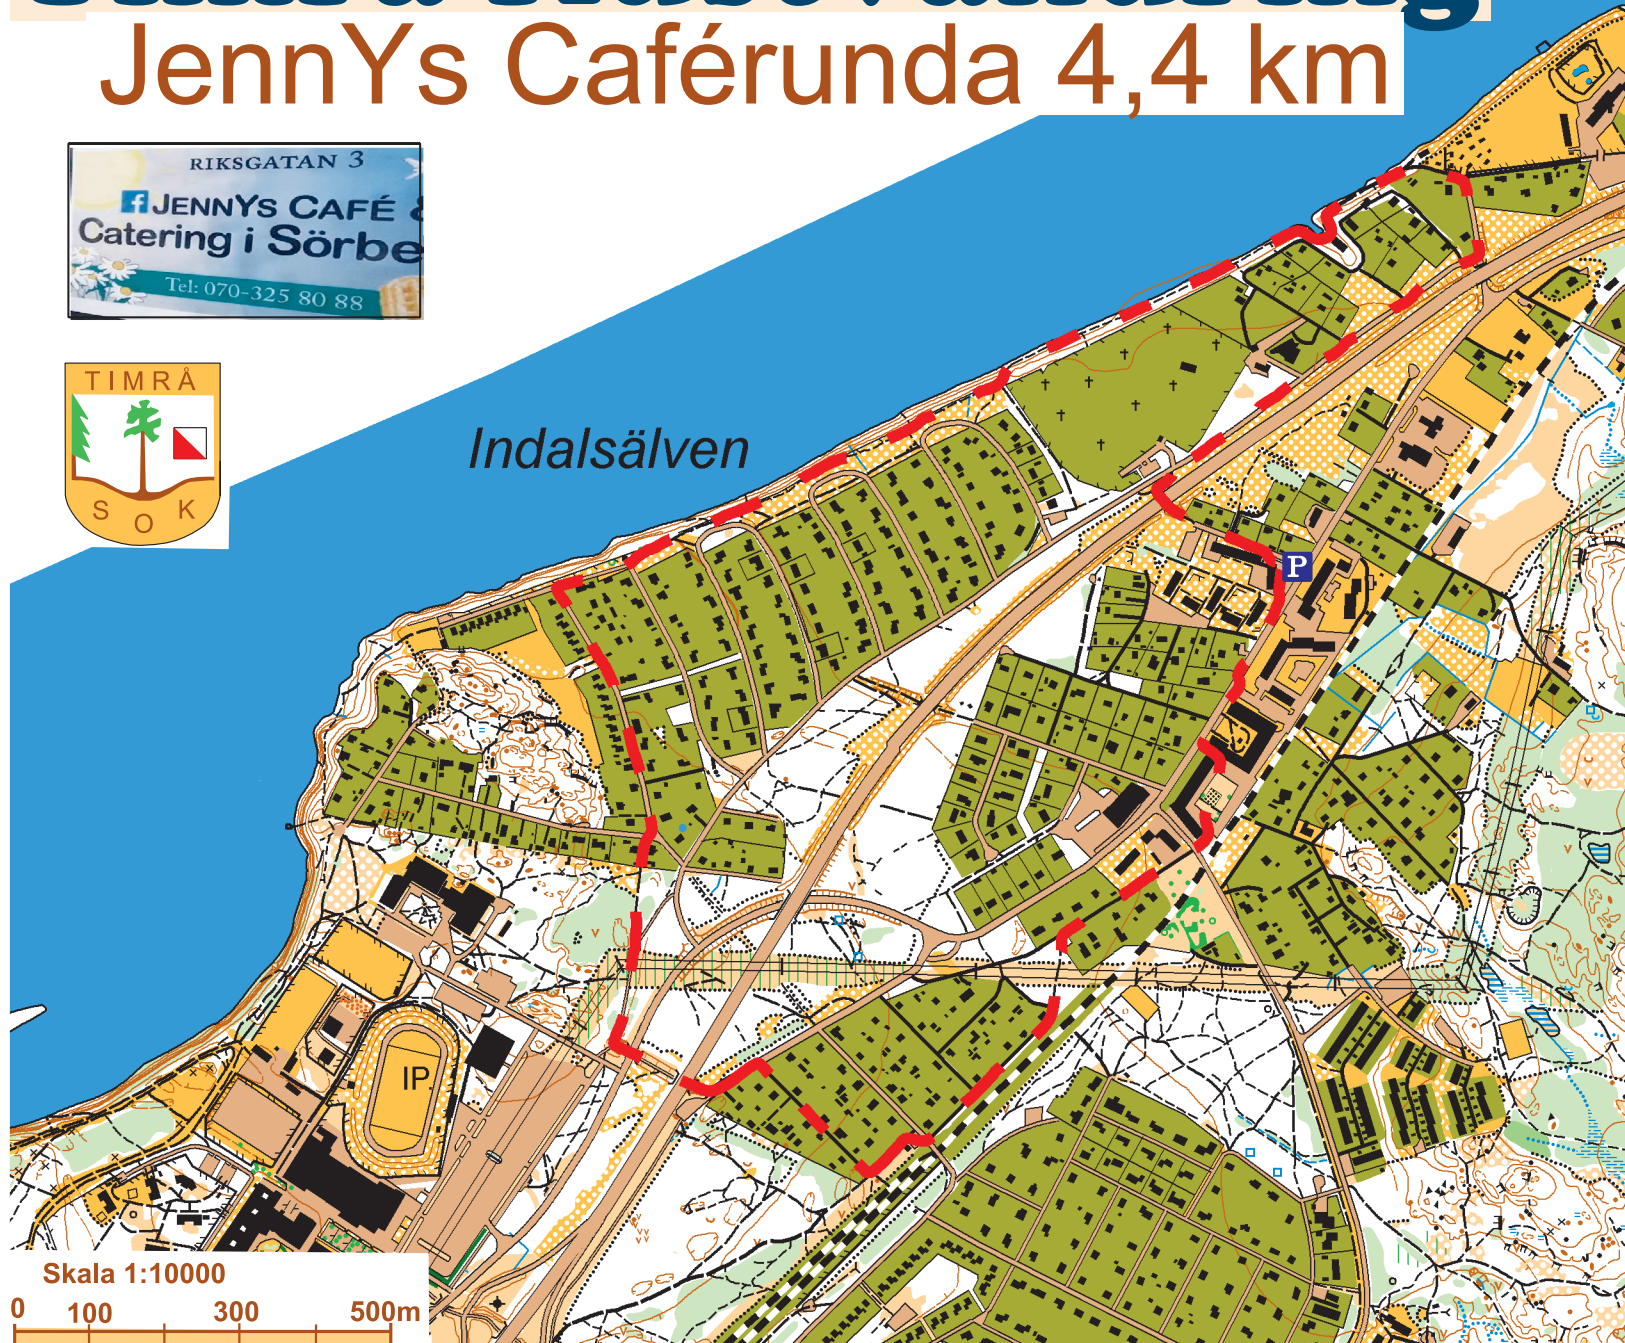 JennYs Caférunda 4,4 km
RIKSGATAN 3
f JENNYS CAFÉ &
Catering i Sörbe
Tel: 070-325 80 88
TIMRÅ
S O K
Indalsälven
P
IP
Skala 1:10000
0 100 300 500m